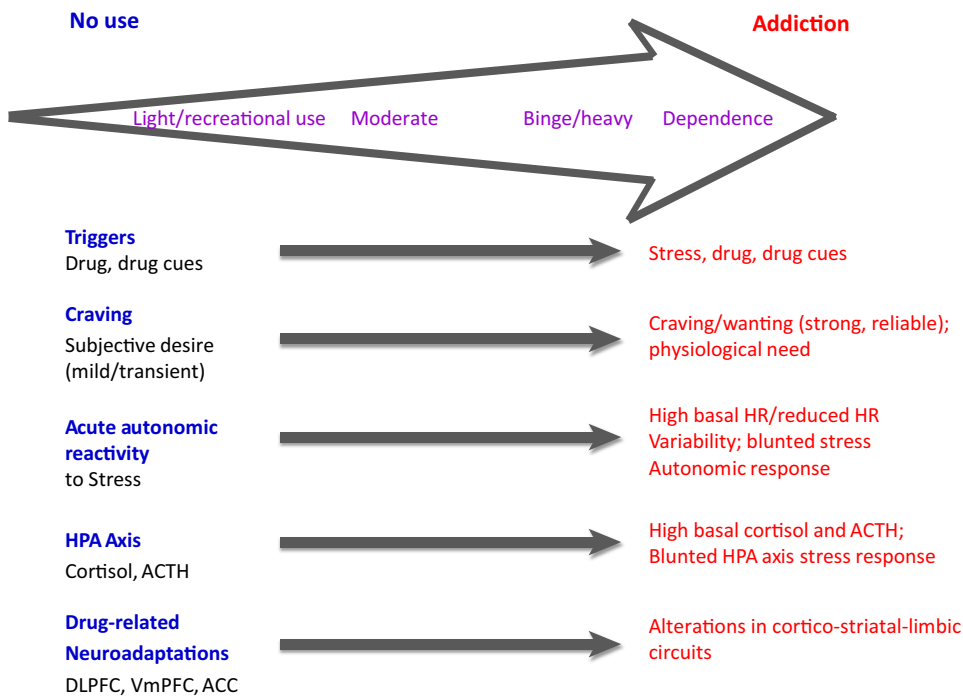 No use
Addiction
Light/recreational use
Moderate
Binge/heavy
Dependence
Triggers
Drug, drug cues
Stress, drug, drug cues
Craving
Subjective desire
(mild/transient)
Craving/wanting (strong, reliable);
physiological need
Acute autonomic
reactivity
to Stress
High basal HR/reduced HR
Variability; blunted stress
Autonomic response
HPA Axis
Cortisol, ACTH
High basal cortisol and ACTH;
Blunted HPA axis stress response
Drug-related
Neuroadaptations
DLPFC, VmPFC, ACC
Alterations in cortico-striatal-limbic
circuits